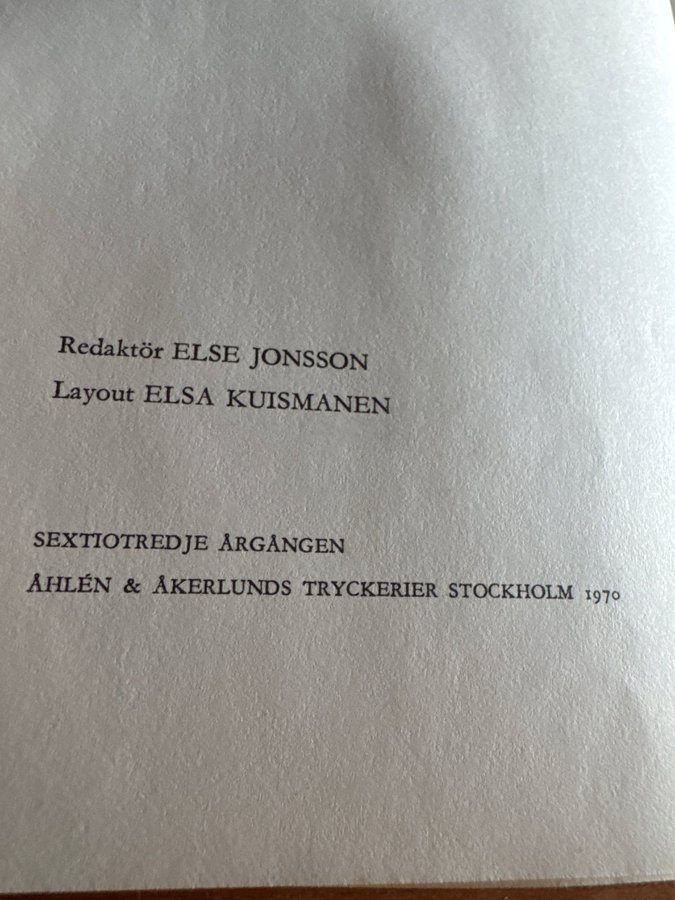 Redaktör ELSE JONSSON
Layout ELSA KUISMANEN
SEXTIOTREDJE ÅRGÅNGEN
ÅHLÉN & ÅKERLUNDS TRYCKERIER STOCKHOLM 1970